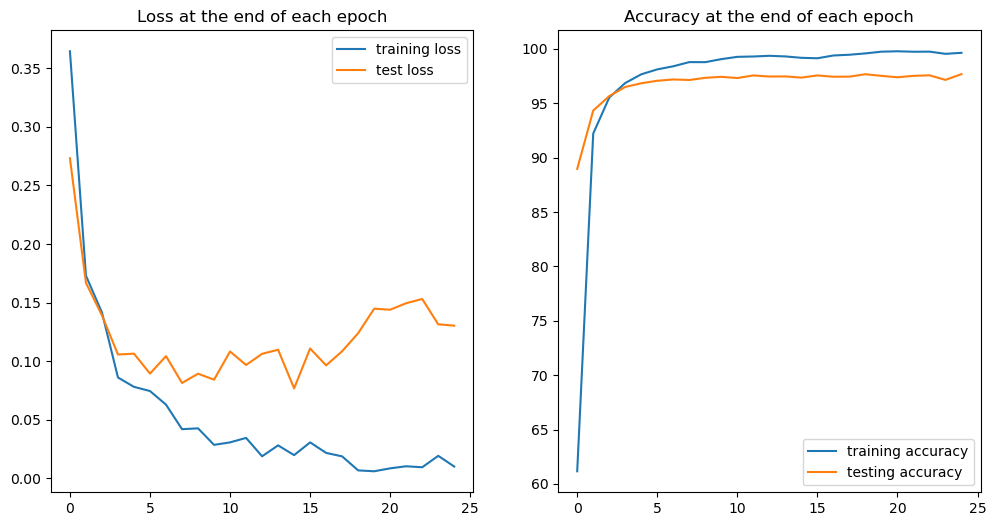 Loss at the end of each epoch
0.35
0.30
0.25
0.20
0.15
0.10
0.05
0.00
0 5 10 15 20 25
training loss
test loss
Accuracy at the end of each epoch
100
95
90
85
80
75
70
65
60
0 5 10 15 20 25
training accuracy
testing accuracy